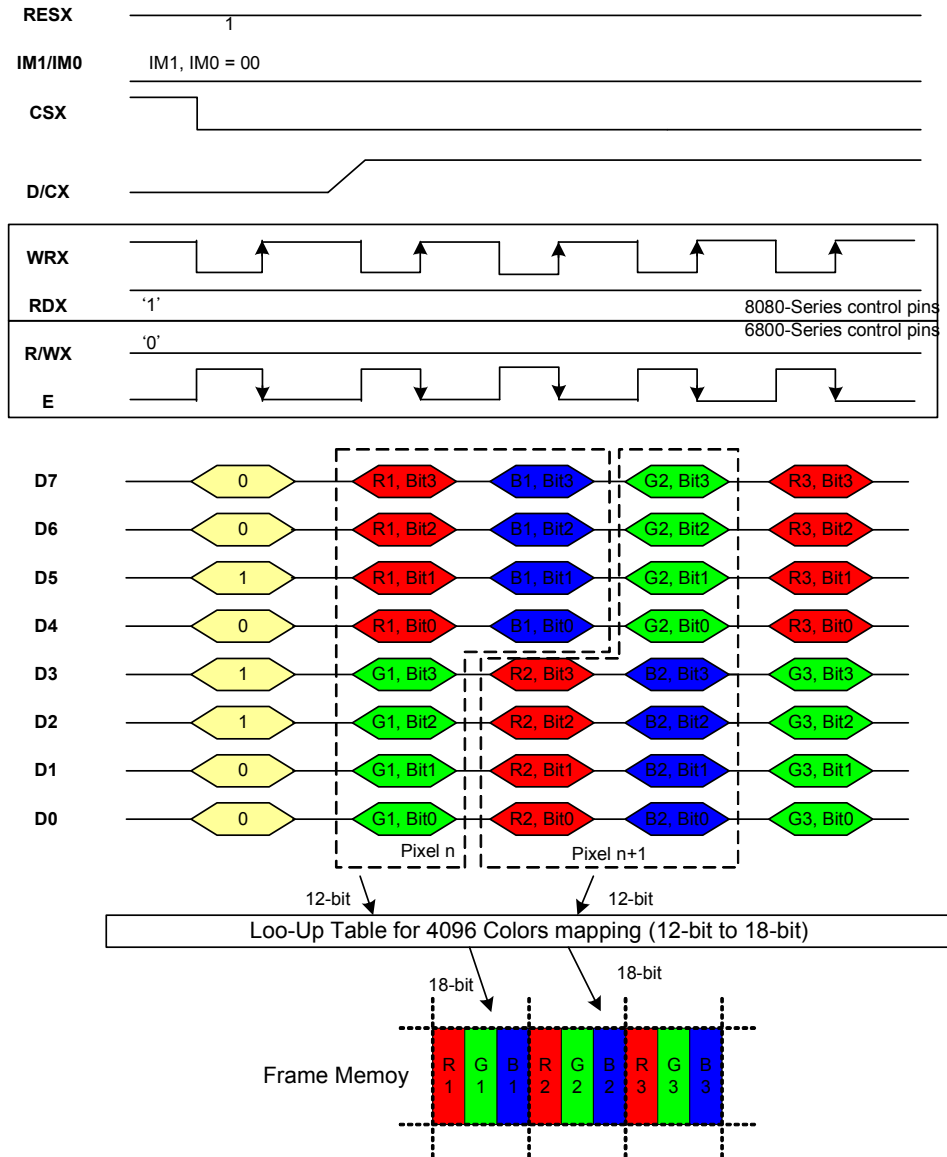 RESX
1
IM1/IM0 IM1, IM0 = 00
CSX
D/CX
WRX
RDX '1' 8080-Series control pins
6800-Series control pins
R/WX '0'
E
D7 0 R1, Bit3 B1, Bit3 G2, Bit3 R3, Bit3
D6 0 R1, Bit2 B1, Bit2 G2, Bit2 R3, Bit2
D5 1 R1, Bit1 B1, Bit1 G2, Bit1 R3, Bit1
D4 0 R1, Bit0 B1, Bit0 G2, Bit0 R3, Bit0
D3 1 G1, Bit3 R2, Bit3 B2, Bit3 G3, Bit3
D2 1 G1, Bit2 R2, Bit2 B2, Bit2 G3, Bit2
D1 0 G1, Bit1 R2, Bit1 B2, Bit1 G3, Bit1
D0 0 G1, Bit0 R2, Bit0 B2, Bit0 G3, Bit0
Pixel n Pixel n+1
12-bit 12-bit
Loo-Up Table for 4096 Colors mapping (12-bit to 18-bit)
18-bit 18-bit
Frame Memoy
R G B R G B R G B
1 1 1 2 2 2 3 3 3